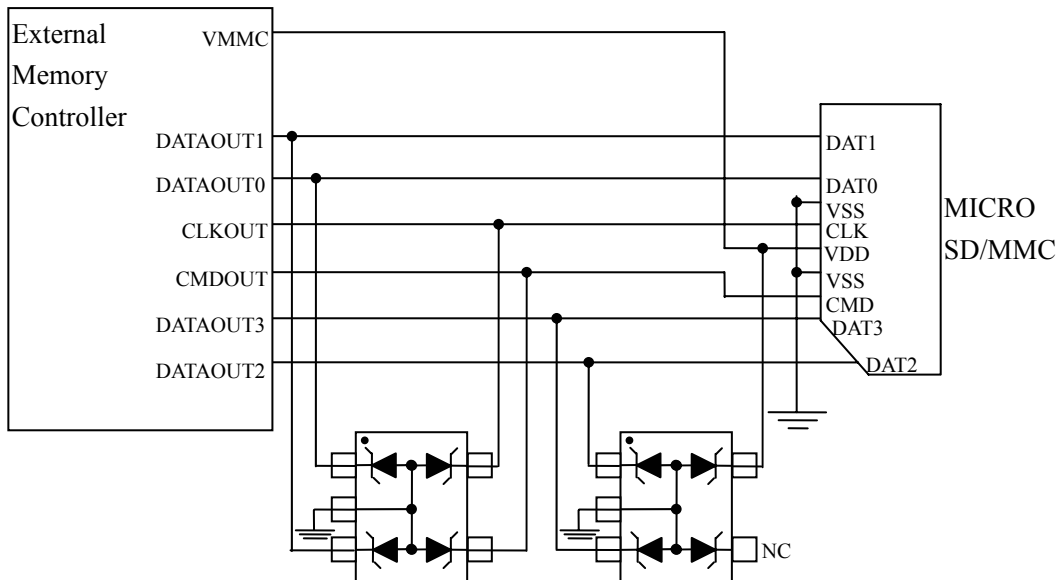 External
Memory
Controller
VMMC
DATAOUT1
DATAOUT0
CLKOUT
CMDOUT
DATAOUT3
DATAOUT2
DAT1
DAT0
VSS
CLK
VDD
VSS
CMD
DAT3
DAT2
MICRO
SD/MMC
NC